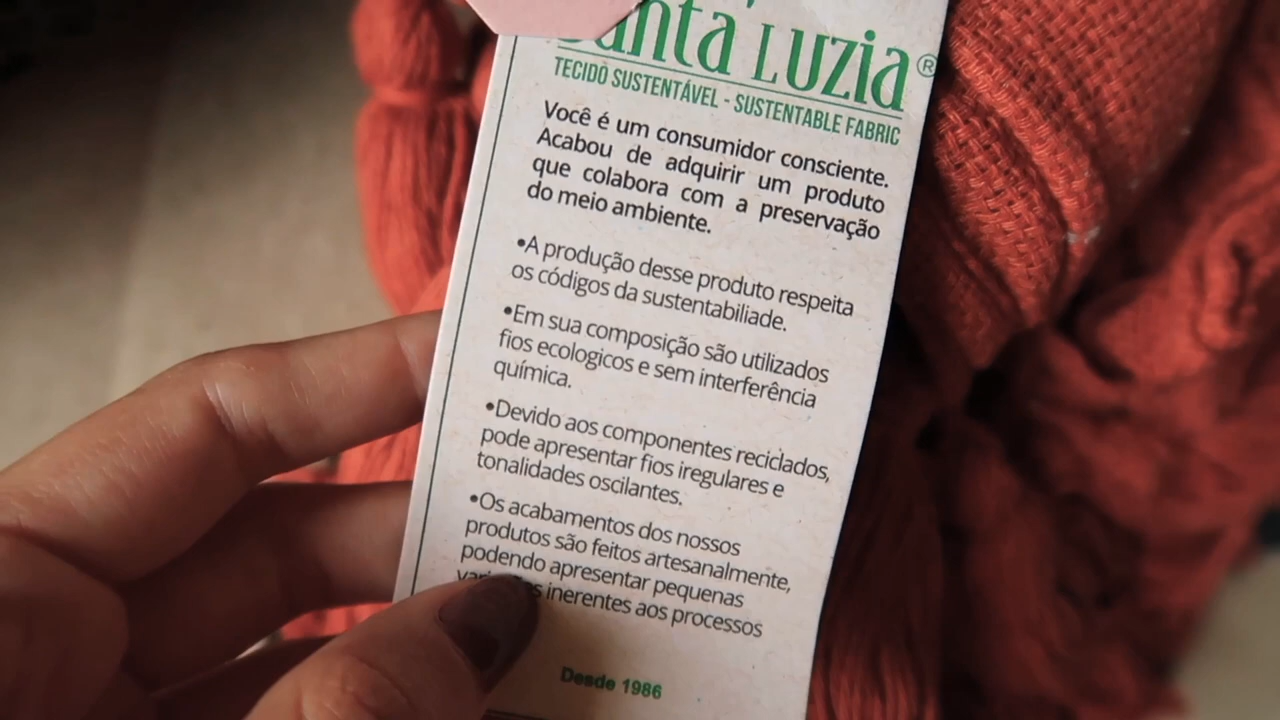 Santa Luzia®
TECIDO SUSTENTÁVEL - SUSTENTABLE FABRIC
Você é um consumidor consciente.
Acabou de adquirir um produto
que colabora com a preservação
do meio ambiente.
•A produção desse produto respeita
os códigos da sustentabiliade.
•Em sua composição são utilizados
fios ecologicos e sem interferência
química.
•Devido aos componentes reciclados,
pode apresentar fios iregulares e
tonalidades oscilantes.
•Os acabamentos dos nossos
produtos são feitos artesanalmente,
podendo apresentar pequenas
inerentes aos processos
Desde 1986